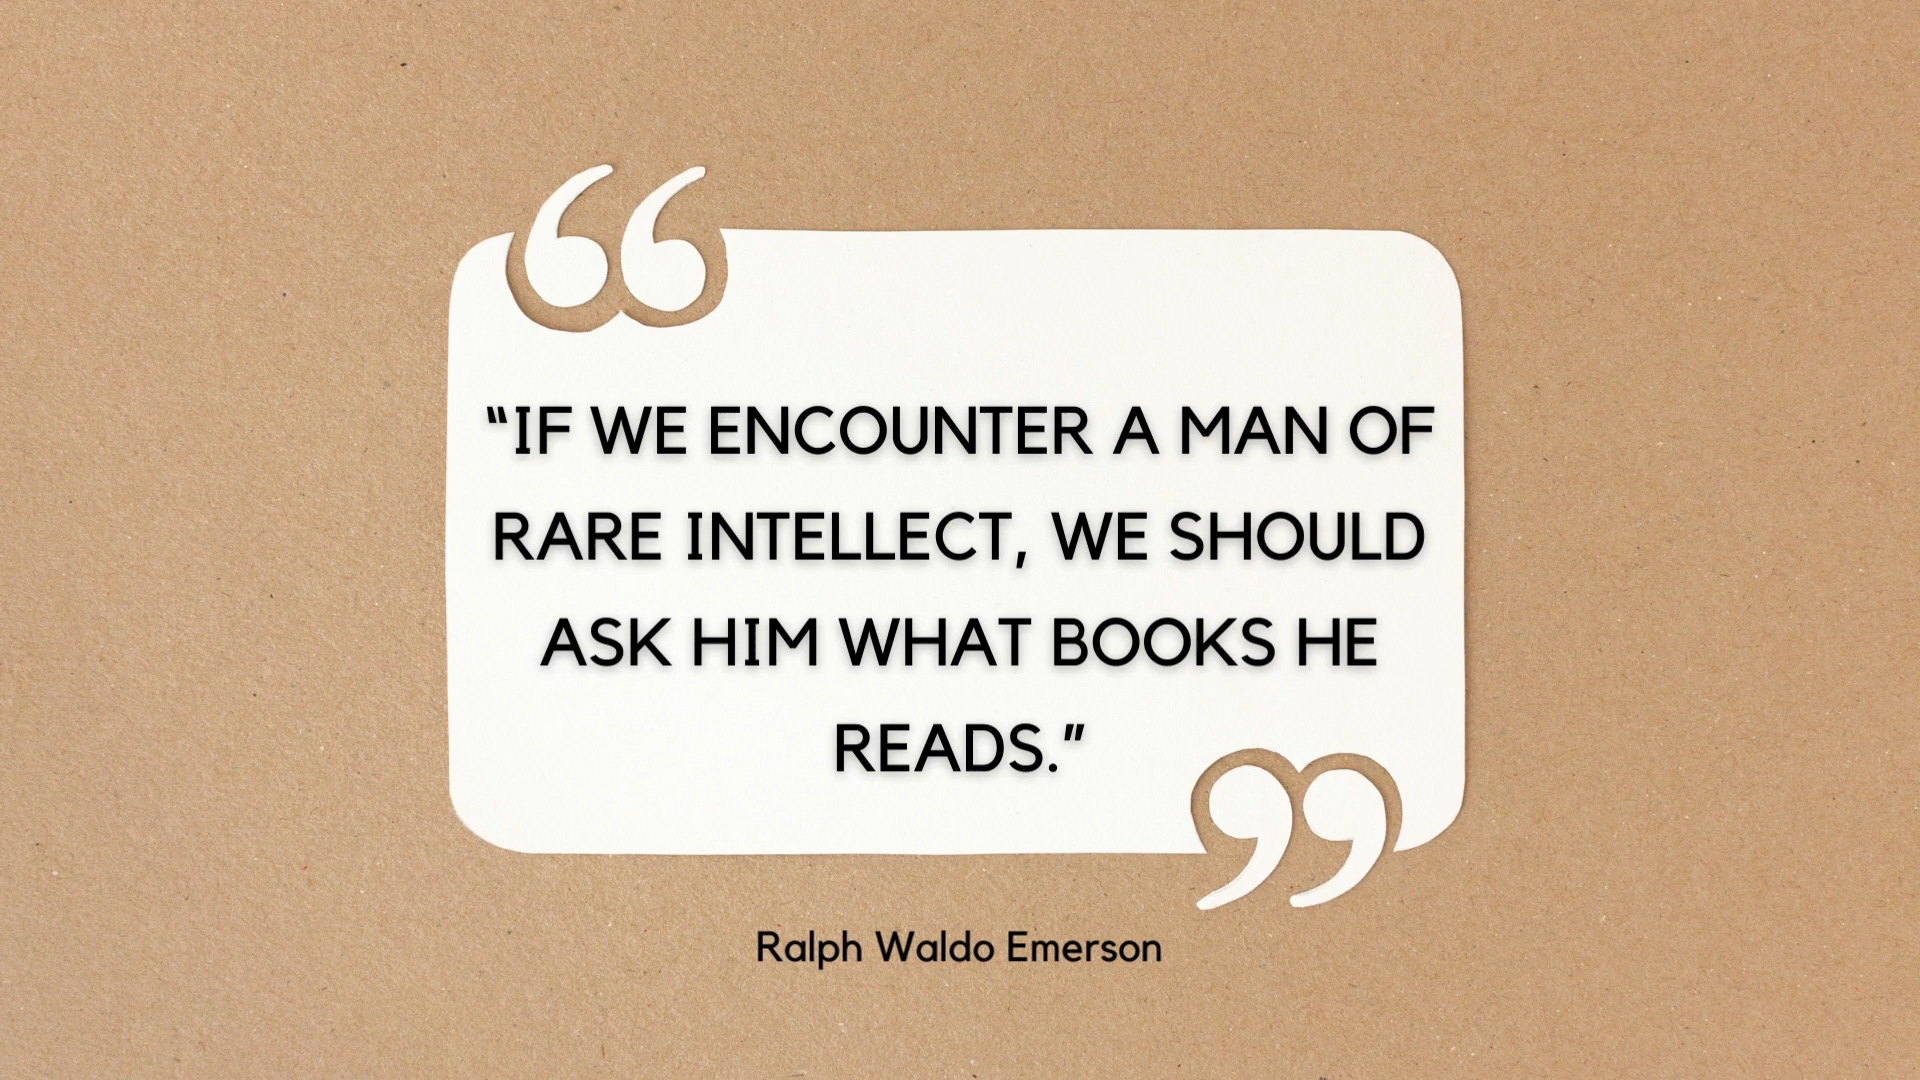 “IF WE ENCOUNTER A MAN OF
RARE INTELLECT, WE SHOULD
ASK HIM WHAT BOOKS HE
READS.”
Ralph Waldo Emerson